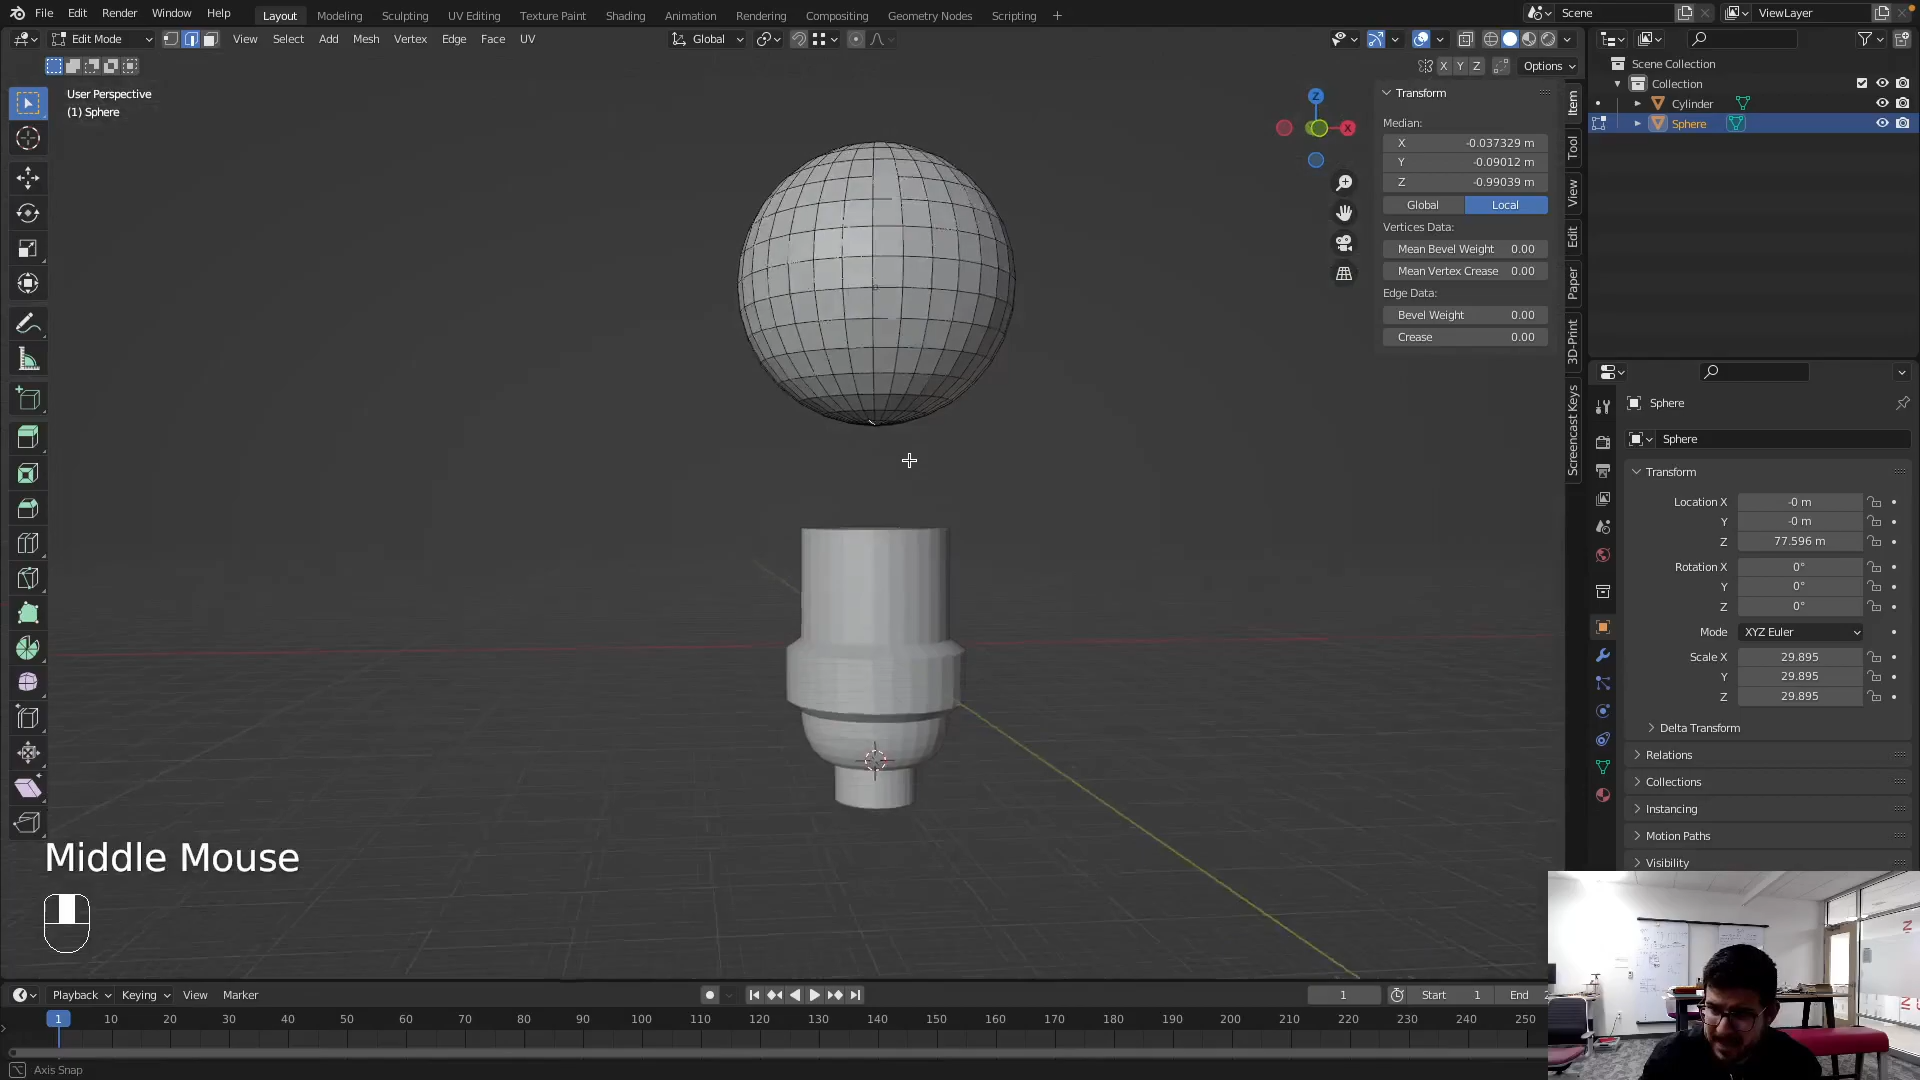 File Edit Render Window Help Layout Modeling Sculpting UV Editing Texture Paint Shading Animation Rendering Compositing Geometry Nodes Scripting + Scene ViewLayer
Edit Mode View Select Add Mesh Vertex Edge Face UV Global
X Y Z Options
User Perspective
(1) Sphere
Z
X
Transform
Median:
X -0.037329 m
Y -0.09012 m
Z -0.99039 m
Global Local
Vertices Data:
Mean Bevel Weight 0.00
Mean Vertex Crease 0.00
Edge Data:
Bevel Weight 0.00
Crease 0.00
Item
Tool
View
Edit
Paper
3D-Print
Screencast Keys
Scene Collection
Collection
Cylinder
Sphere
Sphere
Sphere
Transform
Location X -0 m
Y -0 m
Z 77.596 m
Rotation X 0°
Y 0°
Z 0°
Mode XYZ Euler
Scale X 29.895
Y 29.895
Z 29.895
Delta Transform
Relations
Collections
Instancing
Motion Paths
Visibility
Middle Mouse
Playback Keying View Marker 1 Start 1 End 2
1 10 20 30 40 50 60 70 80 90 100 110 120 130 140 150 160 170 180 190 200 210 220 230 240 250
Axis Snap